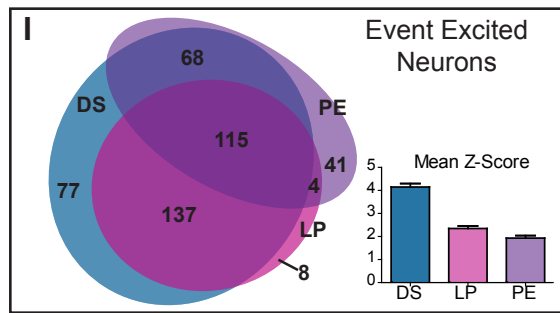 I
Event Excited
Neurons
68
DS
PE
115
41
4
77
137
LP
8
Mean Z-Score
5
4
3
2
1
0
DS LP PE